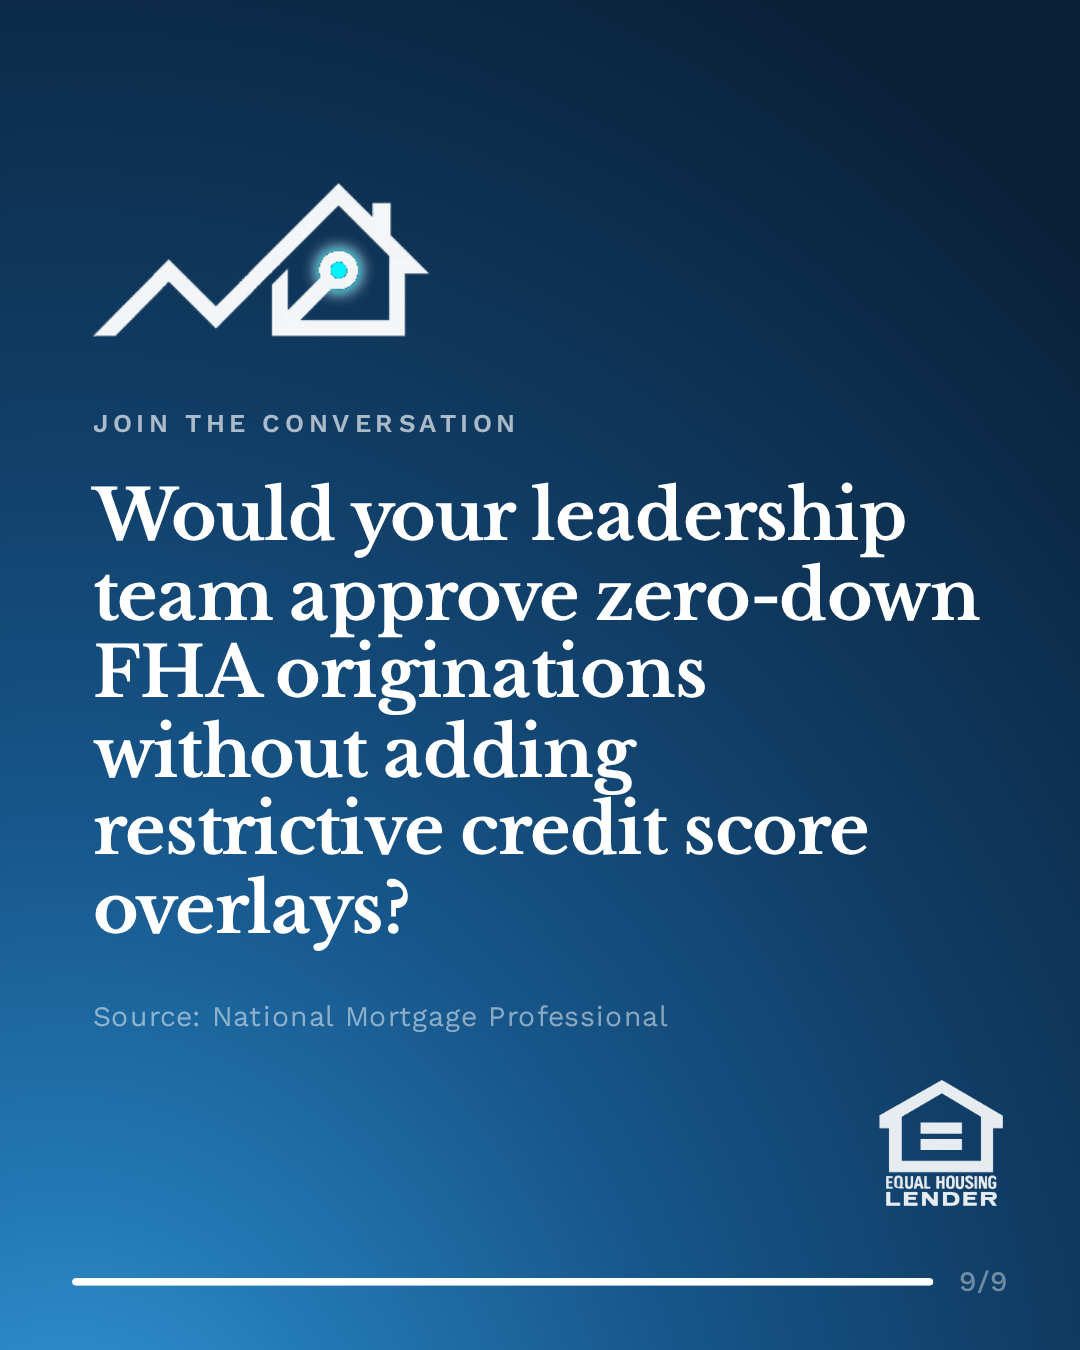 JOIN THE CONVERSATION
Would your leadership
team approve zero-down
FHA originations
without adding
restrictive credit score
overlays?
Source: National Mortgage Professional
EQUAL HOUSING
LENDER
9/9